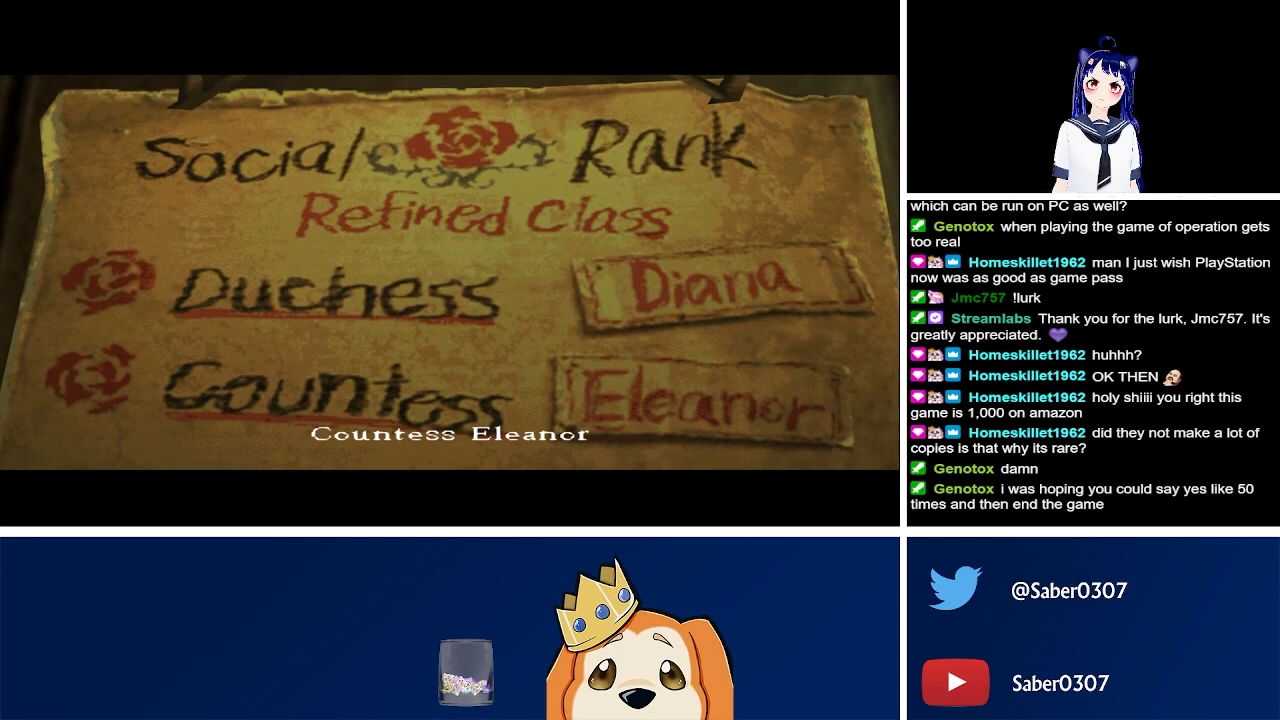 Social Rank
Refined Class
Duchess Diana
Countess Eleanor
Countess Eleanor
which can be run on PC as well?
Genotox when playing the game of operation gets
too real
Homeskillet1962 man I just wish PlayStation
now was as good as game pass
Jmc757 !lurk
Streamlabs Thank you for the lurk, Jmc757. It's
greatly appreciated.
Homeskillet1962 huhhh?
Homeskillet1962 OK THEN
Homeskillet1962 holy shiiii you right this
game is 1,000 on amazon
Homeskillet1962 did they not make a lot of
copies is that why its rare?
Genotox damn
Genotox i was hoping you could say yes like 50
times and then end the game
@Saber0307
Saber0307